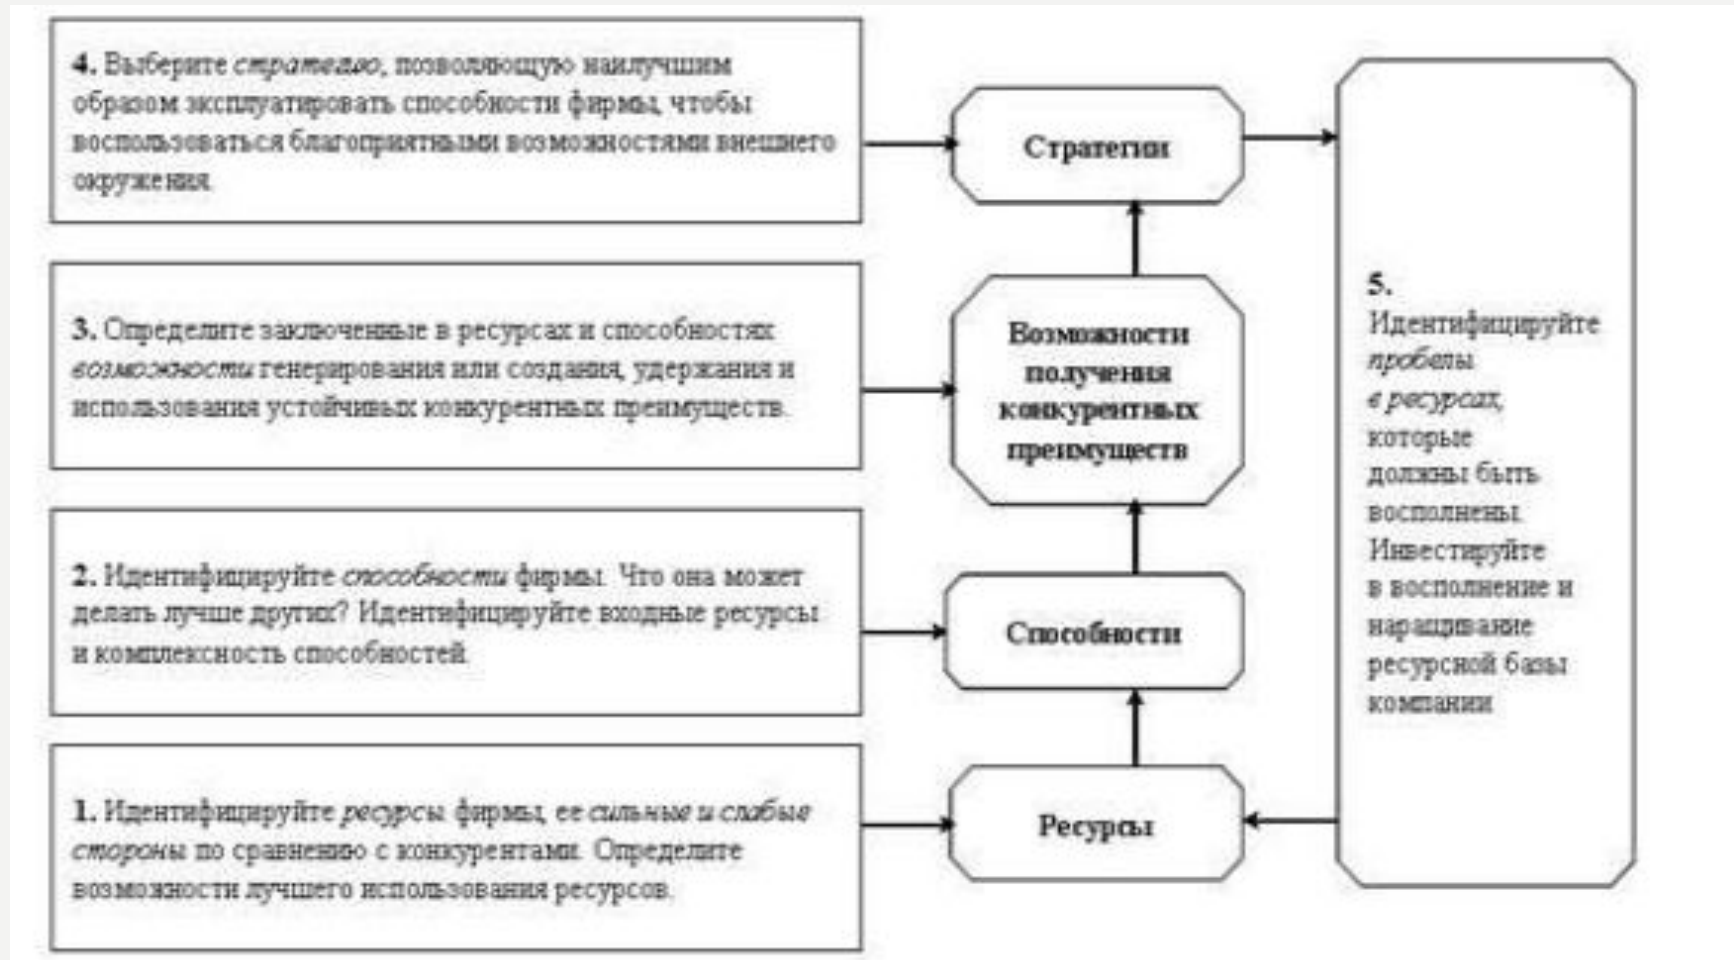 4. Выберите стратегию, позволяющую наилучшим
образом эксплуатировать способности фирмы, чтобы
воспользоваться благоприятными возможностями внешнего
окружения.
Стратегии
3. Определите заключенные в ресурсах и способностях
возможности генерирования или создания, удержания и
использования устойчивых конкурентных преимуществ.
Возможности
получения
конкурентных
преимуществ
2. Идентифицируйте способности фирмы. Что она может
делать лучше других? Идентифицируйте входные ресурсы
и комплексность способностей.
Способности
1. Идентифицируйте ресурсы фирмы, ее сильные и слабые
стороны по сравнению с конкурентами. Определите
возможности лучшего использования ресурсов.
Ресурсы
5.
Идентифицируйте
пробелы
в ресурсах,
которые
должны быть
восполнены.
Инвестируйте
в восполнение и
наращивание
ресурсной базы
компании